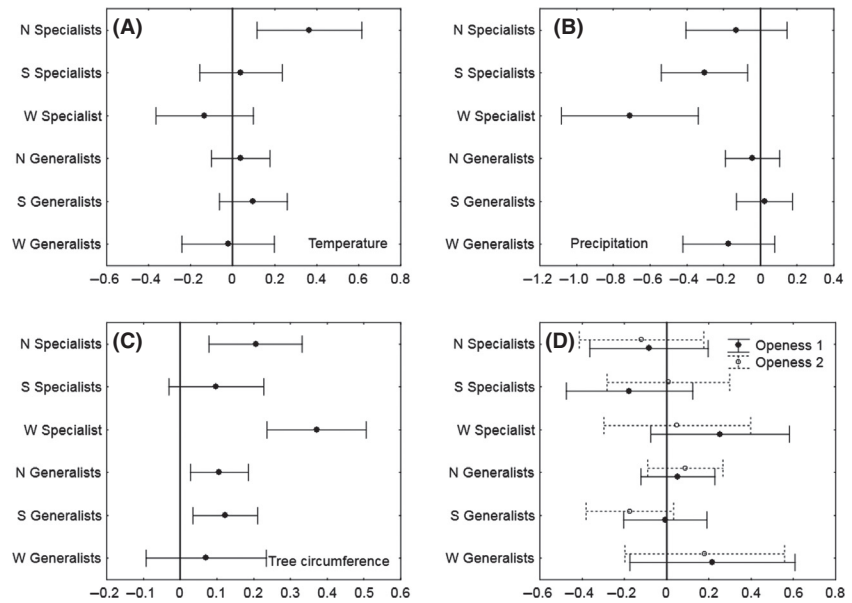 (A)
N Specialists
S Specialists
W Specialist
N Generalists
S Generalists
W Generalists
Temperature
−0.6 −0.4 −0.2 0 0.2 0.4 0.6 0.8
(B)
N Specialists
S Specialists
W Specialist
N Generalists
S Generalists
W Generalists
Precipitation
−1.2 −1.0 −0.8 −0.6 −0.4 −0.2 0 0.2 0.4
(C)
N Specialists
S Specialists
W Specialist
N Generalists
S Generalists
W Generalists
Tree circumference
−0.2 −0.1 0 0.1 0.2 0.3 0.4 0.5 0.6
(D)
Openess 1
Openess 2
N Specialists
S Specialists
W Specialist
N Generalists
S Generalists
W Generalists
−0.6 −0.4 −0.2 0 0.2 0.4 0.6 0.8